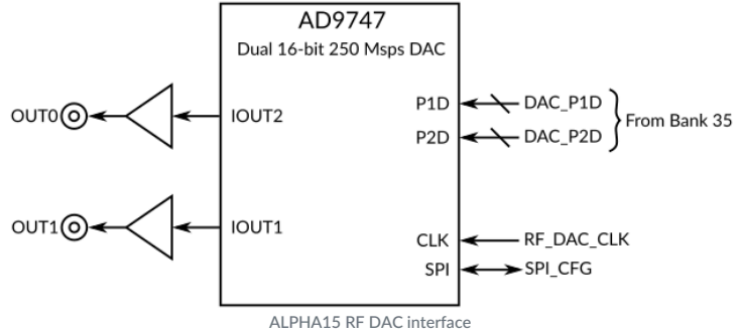 AD9747
Dual 16-bit 250 Msps DAC
OUT0
IOUT2
P1D
DAC_P1D
P2D
DAC_P2D
From Bank 35
OUT1
IOUT1
CLK
RF_DAC_CLK
SPI
SPI_CFG
ALPHA15 RF DAC interface